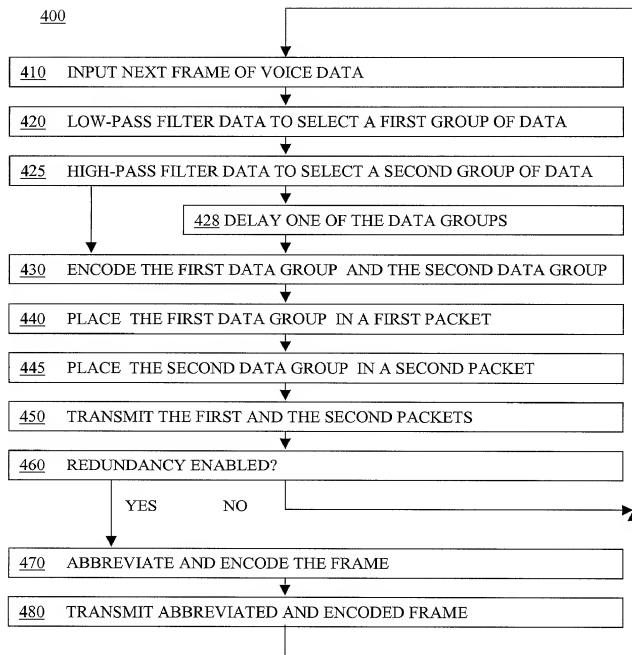 400
410 INPUT NEXT FRAME OF VOICE DATA
420 LOW-PASS FILTER DATA TO SELECT A FIRST GROUP OF DATA
425 HIGH-PASS FILTER DATA TO SELECT A SECOND GROUP OF DATA
428 DELAY ONE OF THE DATA GROUPS
430 ENCODE THE FIRST DATA GROUP AND THE SECOND DATA GROUP
440 PLACE THE FIRST DATA GROUP IN A FIRST PACKET
445 PLACE THE SECOND DATA GROUP IN A SECOND PACKET
450 TRANSMIT THE FIRST AND THE SECOND PACKETS
460 REDUNDANCY ENABLED?
YES NO
470 ABBREVIATE AND ENCODE THE FRAME
480 TRANSMIT ABBREVIATED AND ENCODED FRAME